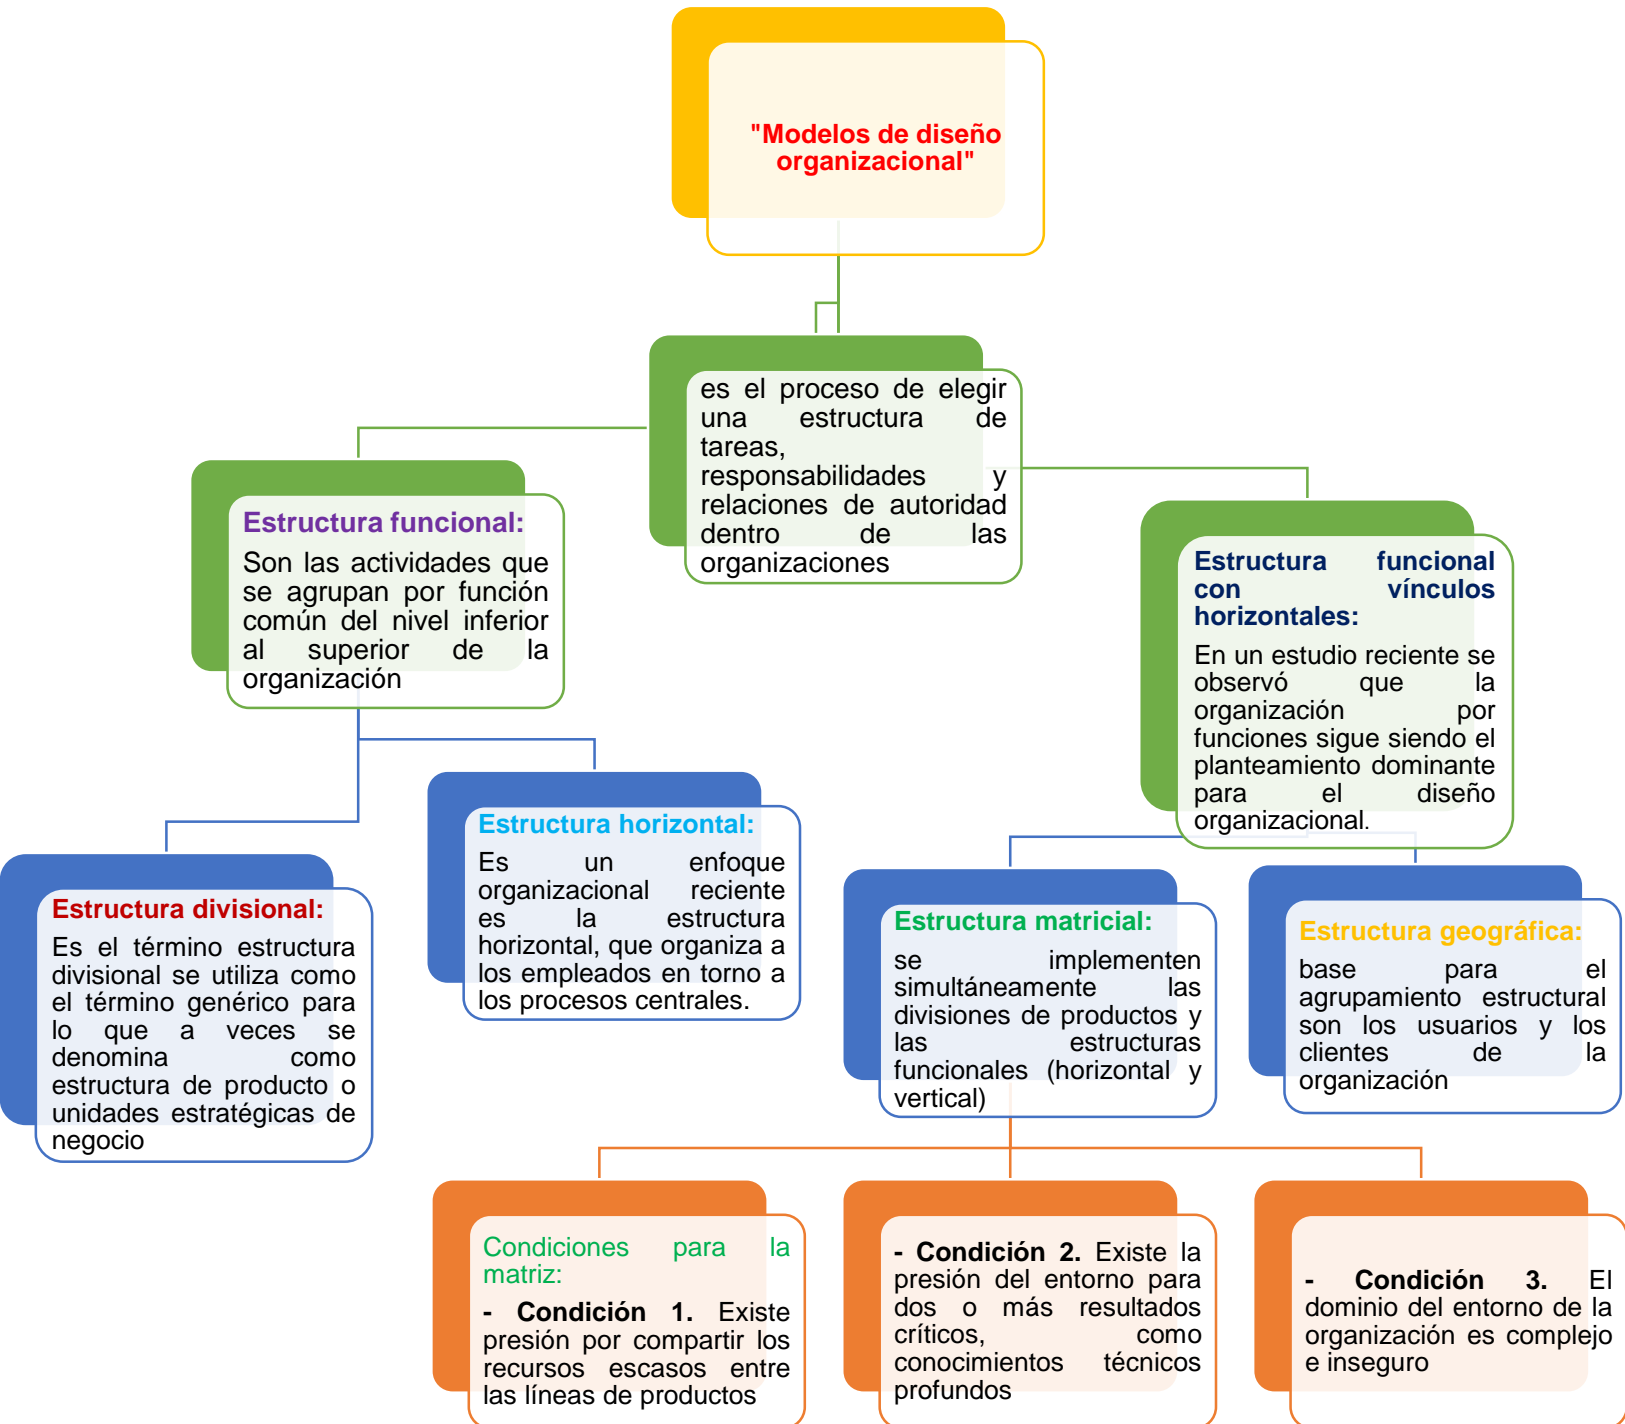 "Modelos de diseño
organizacional"
es el proceso de elegir
una estructura de
tareas,
responsabilidades y
relaciones de autoridad
dentro de las
organizaciones
Estructura funcional:
Son las actividades que
se agrupan por función
común del nivel inferior
al superior de la
organización
Estructura funcional
con vínculos
horizontales:
En un estudio reciente se
observó que la
organización por
funciones sigue siendo el
planteamiento dominante
para el diseño
organizacional.
Estructura divisional:
Es el término estructura
divisional se utiliza como
el término genérico para
lo que a veces se
denomina como
estructura de producto o
unidades estratégicas de
negocio
Estructura horizontal:
Es un enfoque
organizacional reciente
es la estructura
horizontal, que organiza a
los empleados en torno a
los procesos centrales.
Estructura matricial:
se implementen
simultáneamente las
divisiones de productos y
las estructuras
funcionales (horizontal y
vertical)
Estructura geográfica:
base para el
agrupamiento estructural
son los usuarios y los
clientes de la
organización
Condiciones para la
matriz:
- Condición 1. Existe
presión por compartir los
recursos escasos entre
las líneas de productos
- Condición 2. Existe la
presión del entorno para
dos o más resultados
críticos, como
conocimientos técnicos
profundos
- Condición 3. El
dominio del entorno de la
organización es complejo
e inseguro